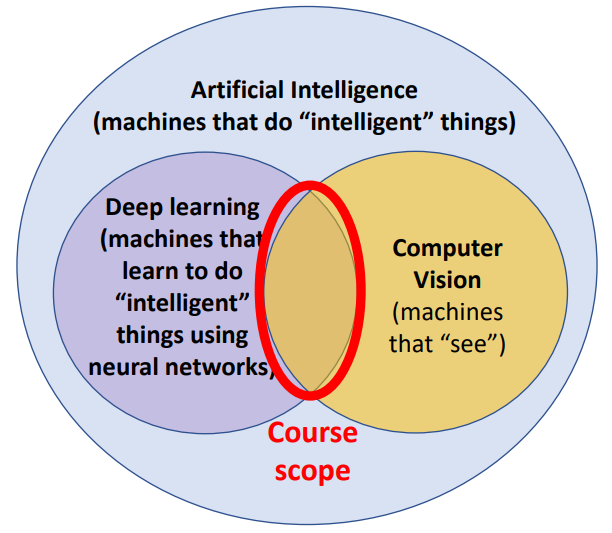 Artificial Intelligence
(machines that do “intelligent” things)
Deep learning
(machines that
learn to do
“intelligent”
things using
neural networks)
Computer
Vision
(machines
that “see”)
Course
scope